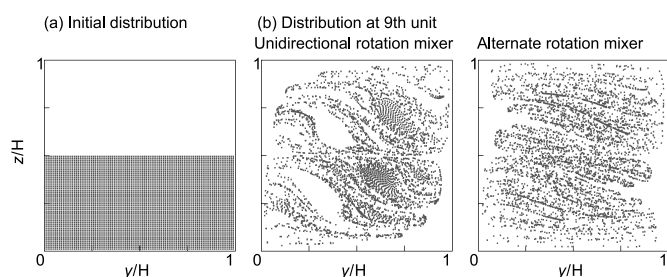 (a) Initial distribution
(b) Distribution at 9th unit
Unidirectional rotation mixer
Alternate rotation mixer
1
z/H
0
y/H
1
1
0
y/H
1
1
0
y/H
1